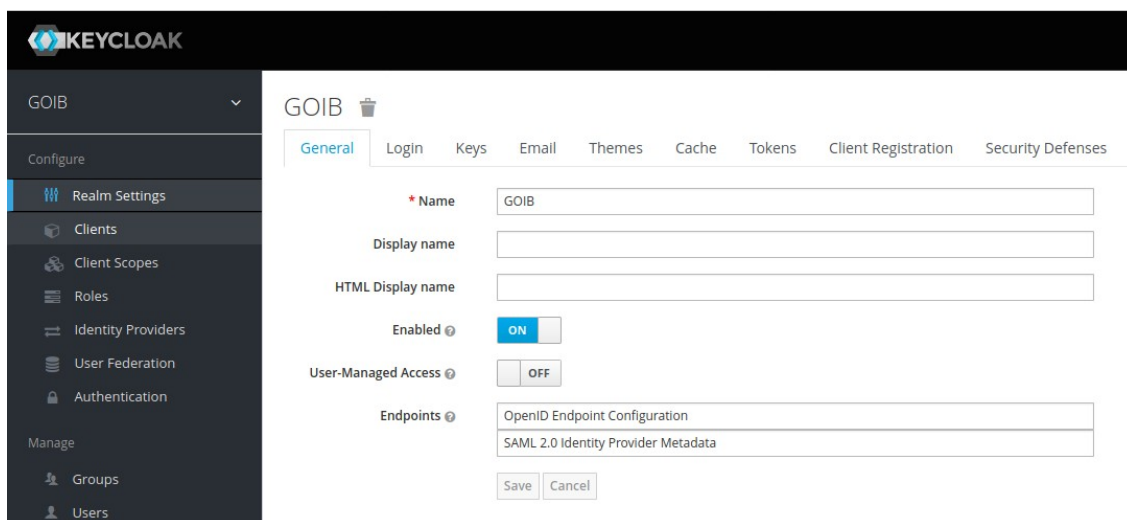 KEYCLOAK
GOIB
Configure
Realm Settings
Clients
Client Scopes
Roles
Identity Providers
User Federation
Authentication
Manage
Groups
Users
GOIB
General Login Keys Email Themes Cache Tokens Client Registration Security Defenses
* Name GOIB
Display name
HTML Display name
Enabled ON
User-Managed Access OFF
Endpoints OpenID Endpoint Configuration
SAML 2.0 Identity Provider Metadata
Save Cancel